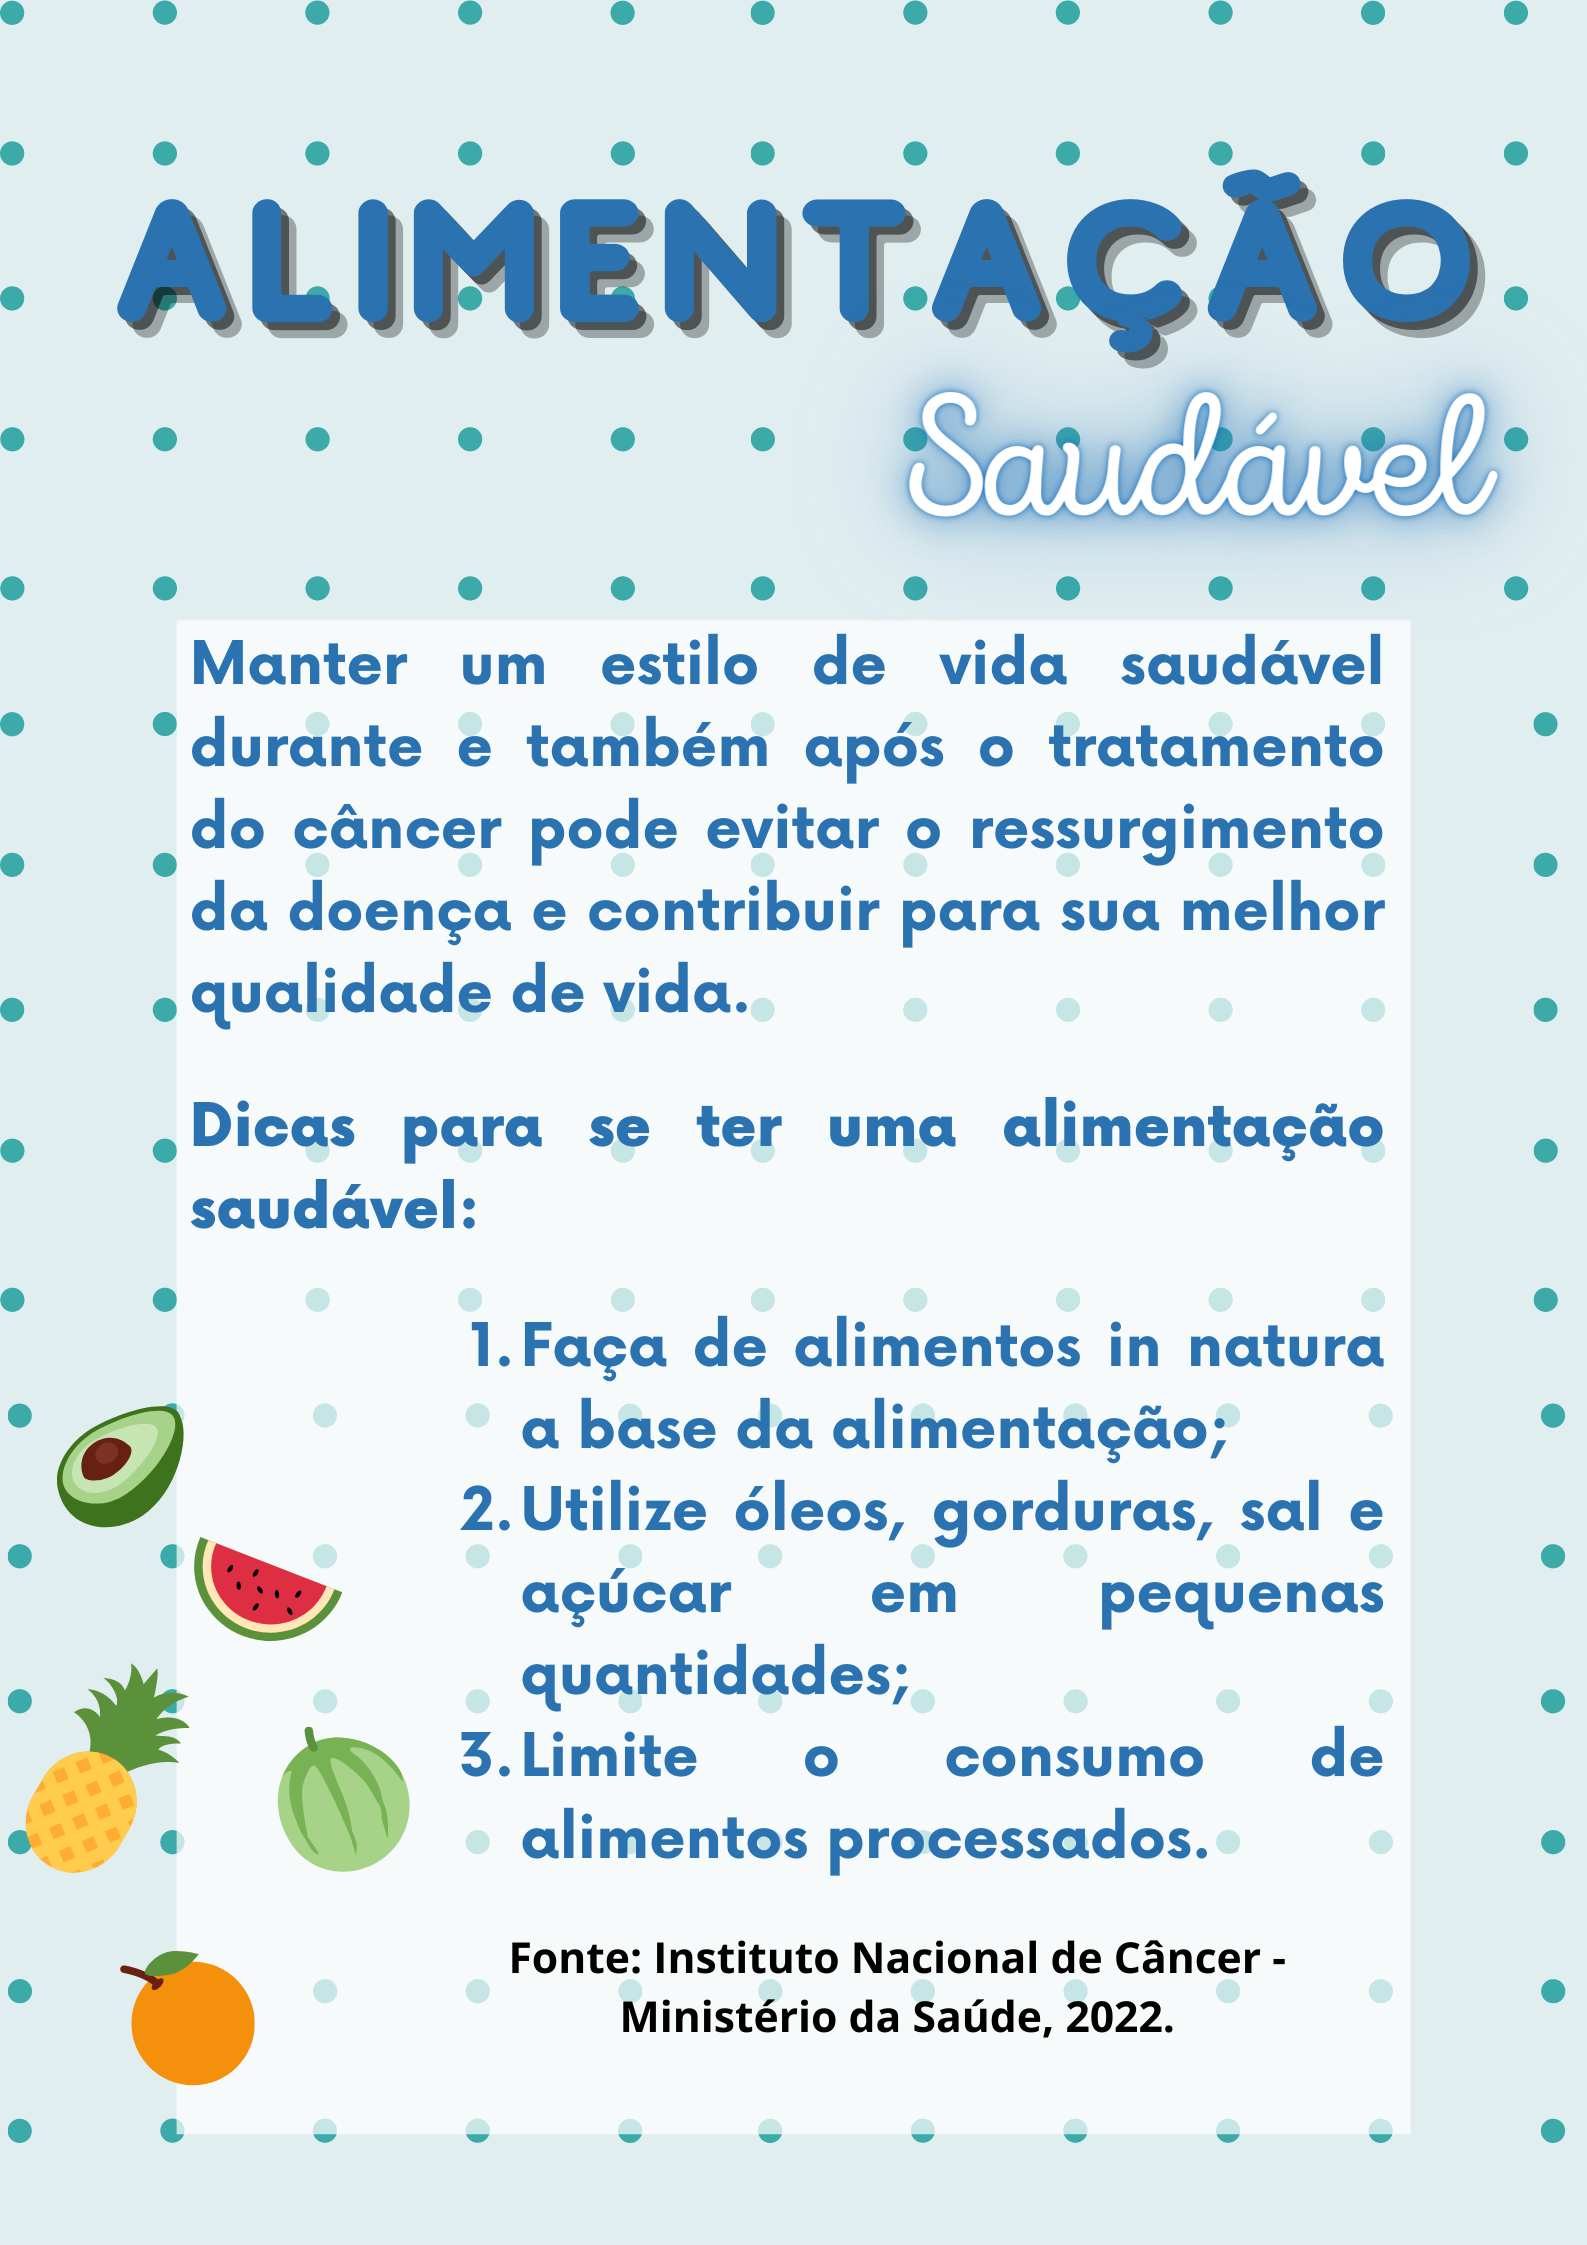 ALIMENTAÇÃO
Saudável
Manter um estilo de vida saudável
durante e também após o tratamento
do câncer pode evitar o ressurgimento
da doença e contribuir para sua melhor
qualidade de vida.
Dicas para se ter uma alimentação
saudável:
1. Faça de alimentos in natura
a base da alimentação;
2. Utilize óleos, gorduras, sal e
açúcar em pequenas
quantidades;
3. Limite o consumo de
alimentos processados.
Fonte: Instituto Nacional de Câncer -
Ministério da Saúde, 2022.